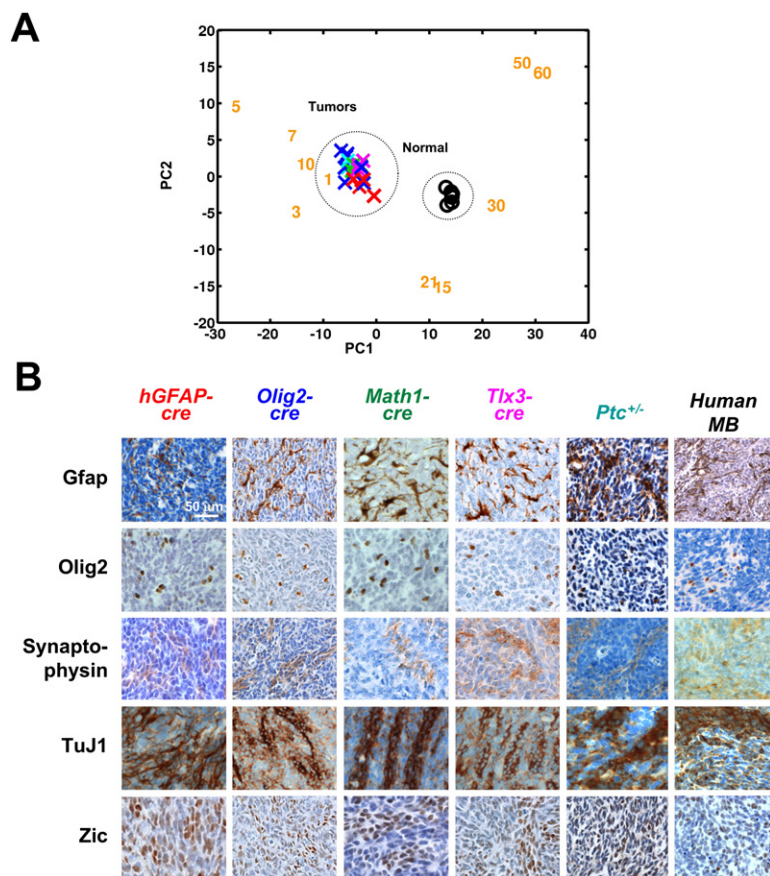 A
20
15
10
5
0
-5
-10
-15
-20
PC2
50
60
5
Tumors
7
Normal
10
1
3
30
21 15
-30 -20 -10 0 10 20 30 40
PC1
B
hGFAP-cre
Olig2-cre
Math1-cre
Tlx3-cre
Ptc+/-
Human MB
Gfap
50 µm
Olig2
Synapto-
physin
TuJ1
Zic